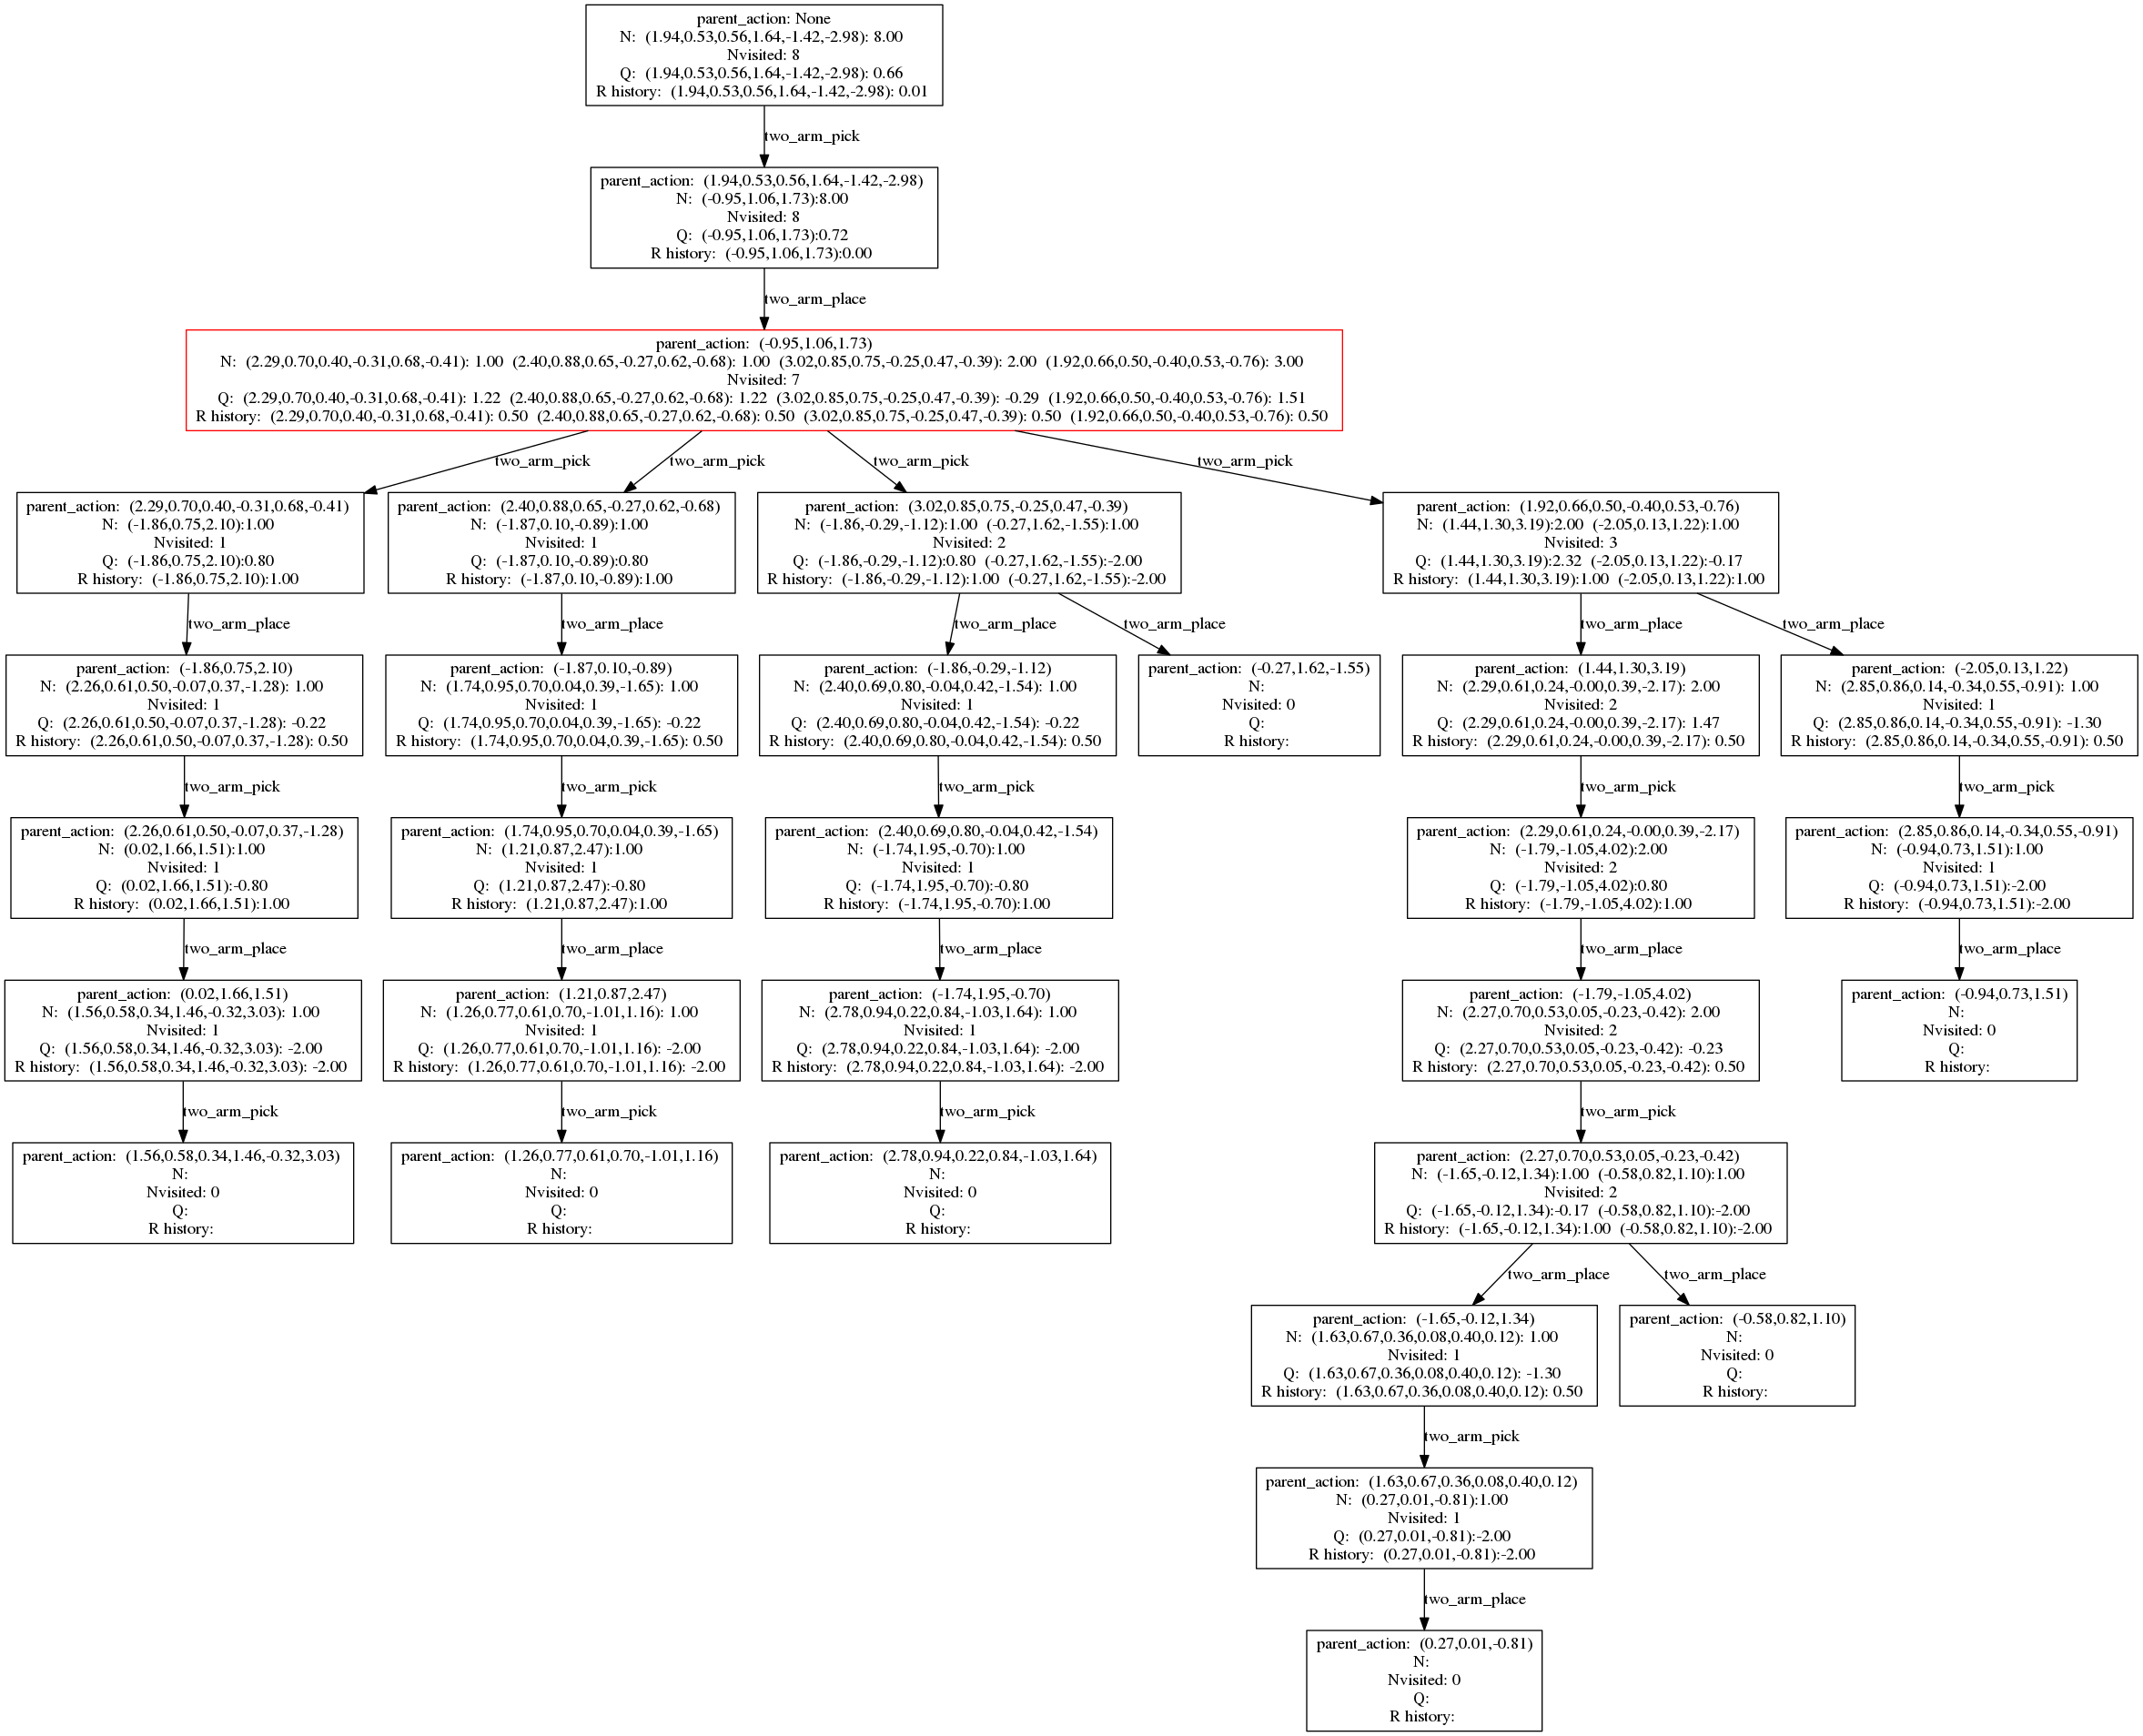 parent_action: None
N: (1.94,0.53,0.56,1.64,-1.42,-2.98): 8.00
Nvisited: 8
Q: (1.94,0.53,0.56,1.64,-1.42,-2.98): 0.66
R history: (1.94,0.53,0.56,1.64,-1.42,-2.98): 0.01
two_arm_pick
parent_action: (1.94,0.53,0.56,1.64,-1.42,-2.98)
N: (-0.95,1.06,1.73):8.00
Nvisited: 8
Q: (-0.95,1.06,1.73):0.72
R history: (-0.95,1.06,1.73):0.00
two_arm_place
parent_action: (-0.95,1.06,1.73)
N: (2.29,0.70,0.40,-0.31,0.68,-0.41): 1.00 (2.40,0.88,0.65,-0.27,0.62,-0.68): 1.00 (3.02,0.85,0.75,-0.25,0.47,-0.39): 2.00 (1.92,0.66,0.50,-0.40,0.53,-0.76): 3.00
Nvisited: 7
Q: (2.29,0.70,0.40,-0.31,0.68,-0.41): 1.22 (2.40,0.88,0.65,-0.27,0.62,-0.68): 1.22 (3.02,0.85,0.75,-0.25,0.47,-0.39): -0.29 (1.92,0.66,0.50,-0.40,0.53,-0.76): 1.51
R history: (2.29,0.70,0.40,-0.31,0.68,-0.41): 0.50 (2.40,0.88,0.65,-0.27,0.62,-0.68): 0.50 (3.02,0.85,0.75,-0.25,0.47,-0.39): 0.50 (1.92,0.66,0.50,-0.40,0.53,-0.76): 0.50
two_arm_pick
two_arm_pick
two_arm_pick
two_arm_pick
parent_action: (2.29,0.70,0.40,-0.31,0.68,-0.41)
N: (-1.86,0.75,2.10):1.00
Nvisited: 1
Q: (-1.86,0.75,2.10):0.80
R history: (-1.86,0.75,2.10):1.00
parent_action: (2.40,0.88,0.65,-0.27,0.62,-0.68)
N: (-1.87,0.10,-0.89):1.00
Nvisited: 1
Q: (-1.87,0.10,-0.89):0.80
R history: (-1.87,0.10,-0.89):1.00
parent_action: (3.02,0.85,0.75,-0.25,0.47,-0.39)
N: (-1.86,-0.29,-1.12):1.00 (-0.27,1.62,-1.55):1.00
Nvisited: 2
Q: (-1.86,-0.29,-1.12):0.80 (-0.27,1.62,-1.55):-2.00
R history: (-1.86,-0.29,-1.12):1.00 (-0.27,1.62,-1.55):-2.00
parent_action: (1.92,0.66,0.50,-0.40,0.53,-0.76)
N: (1.44,1.30,3.19):2.00 (-2.05,0.13,1.22):1.00
Nvisited: 3
Q: (1.44,1.30,3.19):2.32 (-2.05,0.13,1.22):-0.17
R history: (1.44,1.30,3.19):1.00 (-2.05,0.13,1.22):1.00
two_arm_place
two_arm_place
two_arm_place
two_arm_place
two_arm_place
two_arm_place
parent_action: (-1.86,0.75,2.10)
N: (2.26,0.61,0.50,-0.07,0.37,-1.28): 1.00
Nvisited: 1
Q: (2.26,0.61,0.50,-0.07,0.37,-1.28): -0.22
R history: (2.26,0.61,0.50,-0.07,0.37,-1.28): 0.50
parent_action: (-1.87,0.10,-0.89)
N: (1.74,0.95,0.70,0.04,0.39,-1.65): 1.00
Nvisited: 1
Q: (1.74,0.95,0.70,0.04,0.39,-1.65): -0.22
R history: (1.74,0.95,0.70,0.04,0.39,-1.65): 0.50
parent_action: (-1.86,-0.29,-1.12)
N: (2.40,0.69,0.80,-0.04,0.42,-1.54): 1.00
Nvisited: 1
Q: (2.40,0.69,0.80,-0.04,0.42,-1.54): -0.22
R history: (2.40,0.69,0.80,-0.04,0.42,-1.54): 0.50
parent_action: (-0.27,1.62,-1.55)
N:
Nvisited: 0
Q:
R history:
parent_action: (1.44,1.30,3.19)
N: (2.29,0.61,0.24,-0.00,0.39,-2.17): 2.00
Nvisited: 2
Q: (2.29,0.61,0.24,-0.00,0.39,-2.17): 1.47
R history: (2.29,0.61,0.24,-0.00,0.39,-2.17): 0.50
parent_action: (-2.05,0.13,1.22)
N: (2.85,0.86,0.14,-0.34,0.55,-0.91): 1.00
Nvisited: 1
Q: (2.85,0.86,0.14,-0.34,0.55,-0.91): -1.30
R history: (2.85,0.86,0.14,-0.34,0.55,-0.91): 0.50
two_arm_pick
two_arm_pick
two_arm_pick
two_arm_pick
two_arm_pick
parent_action: (2.26,0.61,0.50,-0.07,0.37,-1.28)
N: (0.02,1.66,1.51):1.00
Nvisited: 1
Q: (0.02,1.66,1.51):-0.80
R history: (0.02,1.66,1.51):1.00
parent_action: (1.74,0.95,0.70,0.04,0.39,-1.65)
N: (1.21,0.87,2.47):1.00
Nvisited: 1
Q: (1.21,0.87,2.47):-0.80
R history: (1.21,0.87,2.47):1.00
parent_action: (2.40,0.69,0.80,-0.04,0.42,-1.54)
N: (-1.74,1.95,-0.70):1.00
Nvisited: 1
Q: (-1.74,1.95,-0.70):-0.80
R history: (-1.74,1.95,-0.70):1.00
parent_action: (2.29,0.61,0.24,-0.00,0.39,-2.17)
N: (-1.79,-1.05,4.02):2.00
Nvisited: 2
Q: (-1.79,-1.05,4.02):0.80
R history: (-1.79,-1.05,4.02):1.00
parent_action: (2.85,0.86,0.14,-0.34,0.55,-0.91)
N: (-0.94,0.73,1.51):1.00
Nvisited: 1
Q: (-0.94,0.73,1.51):-2.00
R history: (-0.94,0.73,1.51):-2.00
two_arm_place
two_arm_place
two_arm_place
two_arm_place
two_arm_place
parent_action: (0.02,1.66,1.51)
N: (1.56,0.58,0.34,1.46,-0.32,3.03): 1.00
Nvisited: 1
Q: (1.56,0.58,0.34,1.46,-0.32,3.03): -2.00
R history: (1.56,0.58,0.34,1.46,-0.32,3.03): -2.00
parent_action: (1.21,0.87,2.47)
N: (1.26,0.77,0.61,0.70,-1.01,1.16): 1.00
Nvisited: 1
Q: (1.26,0.77,0.61,0.70,-1.01,1.16): -2.00
R history: (1.26,0.77,0.61,0.70,-1.01,1.16): -2.00
parent_action: (-1.74,1.95,-0.70)
N: (2.78,0.94,0.22,0.84,-1.03,1.64): 1.00
Nvisited: 1
Q: (2.78,0.94,0.22,0.84,-1.03,1.64): -2.00
R history: (2.78,0.94,0.22,0.84,-1.03,1.64): -2.00
parent_action: (-1.79,-1.05,4.02)
N: (2.27,0.70,0.53,0.05,-0.23,-0.42): 2.00
Nvisited: 2
Q: (2.27,0.70,0.53,0.05,-0.23,-0.42): -0.23
R history: (2.27,0.70,0.53,0.05,-0.23,-0.42): 0.50
parent_action: (-0.94,0.73,1.51)
N:
Nvisited: 0
Q:
R history:
two_arm_pick
two_arm_pick
two_arm_pick
two_arm_pick
parent_action: (1.56,0.58,0.34,1.46,-0.32,3.03)
N:
Nvisited: 0
Q:
R history:
parent_action: (1.26,0.77,0.61,0.70,-1.01,1.16)
N:
Nvisited: 0
Q:
R history:
parent_action: (2.78,0.94,0.22,0.84,-1.03,1.64)
N:
Nvisited: 0
Q:
R history:
parent_action: (2.27,0.70,0.53,0.05,-0.23,-0.42)
N: (-1.65,-0.12,1.34):1.00 (-0.58,0.82,1.10):1.00
Nvisited: 2
Q: (-1.65,-0.12,1.34):-0.17 (-0.58,0.82,1.10):-2.00
R history: (-1.65,-0.12,1.34):1.00 (-0.58,0.82,1.10):-2.00
two_arm_place
two_arm_place
parent_action: (-1.65,-0.12,1.34)
N: (1.63,0.67,0.36,0.08,0.40,0.12): 1.00
Nvisited: 1
Q: (1.63,0.67,0.36,0.08,0.40,0.12): -1.30
R history: (1.63,0.67,0.36,0.08,0.40,0.12): 0.50
parent_action: (-0.58,0.82,1.10)
N:
Nvisited: 0
Q:
R history:
two_arm_pick
parent_action: (1.63,0.67,0.36,0.08,0.40,0.12)
N: (0.27,0.01,-0.81):1.00
Nvisited: 1
Q: (0.27,0.01,-0.81):-2.00
R history: (0.27,0.01,-0.81):-2.00
two_arm_place
parent_action: (0.27,0.01,-0.81)
N:
Nvisited: 0
Q:
R history: